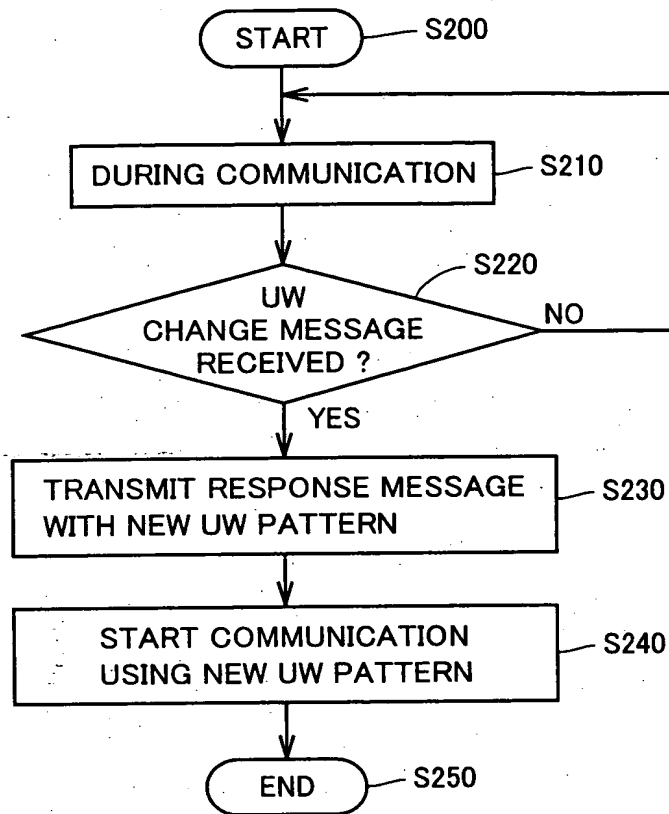 START
S200
DURING COMMUNICATION
S210
S220
UW
CHANGE MESSAGE
RECEIVED ?
NO
YES
TRANSMIT RESPONSE MESSAGE
WITH NEW UW PATTERN
S230
START COMMUNICATION
USING NEW UW PATTERN
S240
END
S250